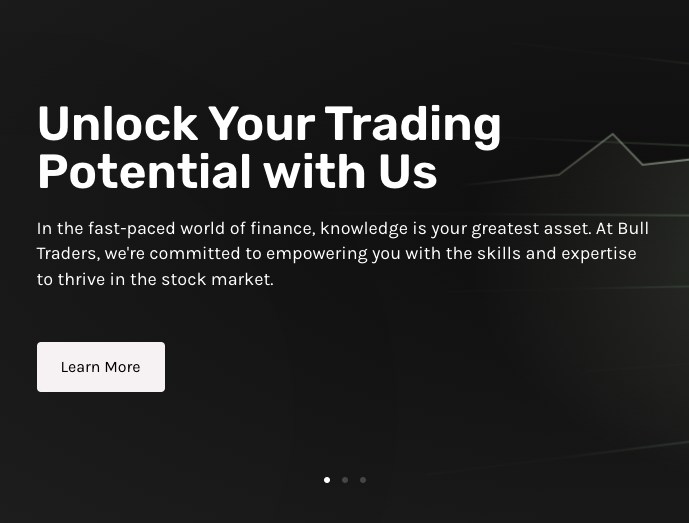 Unlock Your Trading
Potential with Us
In the fast-paced world of finance, knowledge is your greatest asset. At Bull
Traders, we're committed to empowering you with the skills and expertise
to thrive in the stock market.
Learn More